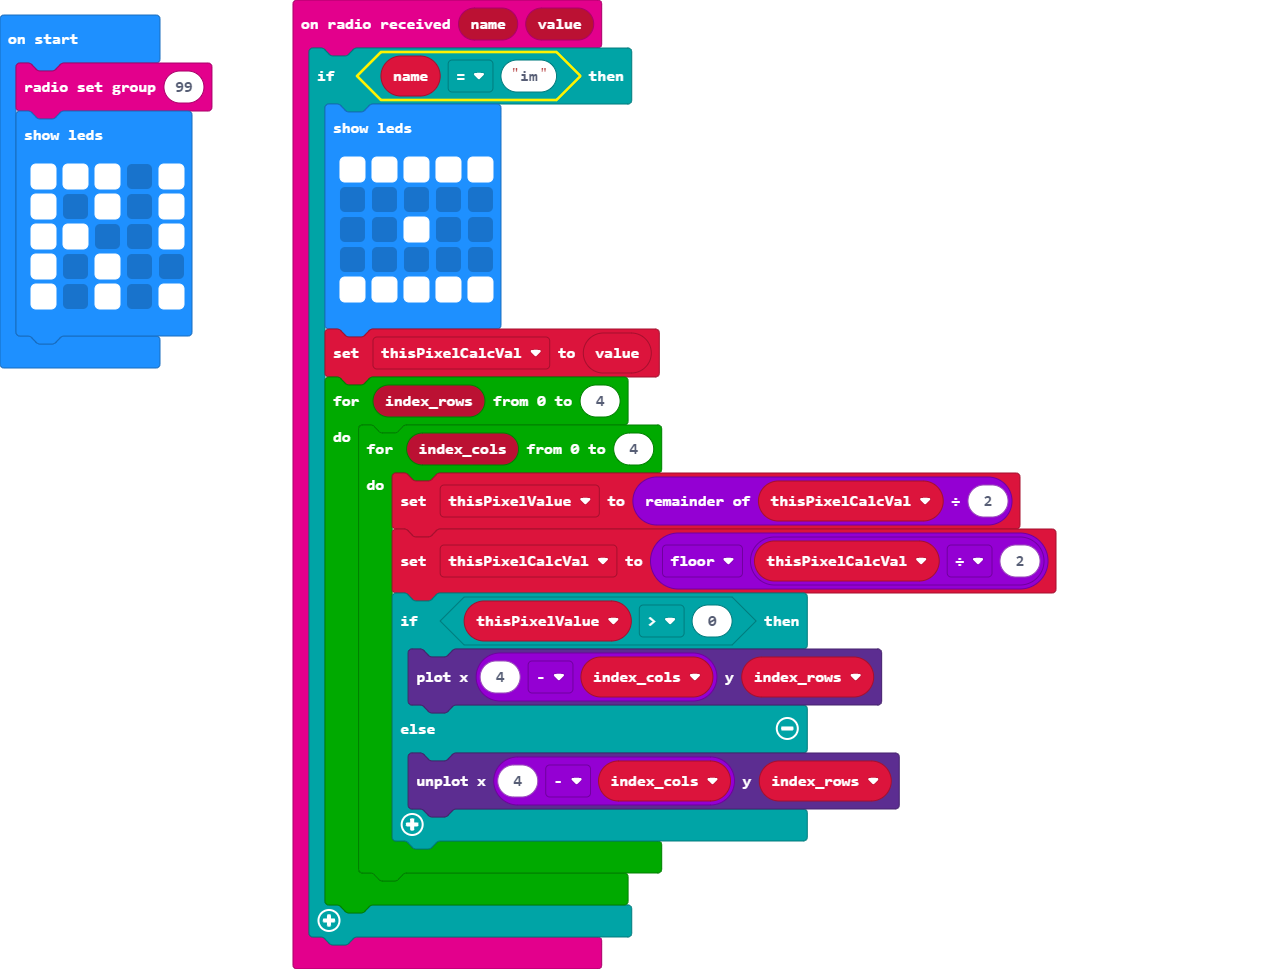 on start
radio set group 99
show leds
on radio received name value
if name = "im" then
show leds
set thisPixelCalcVal to value
for index_rows from 0 to 4
do
for index_cols from 0 to 4
do
set thisPixelValue to remainder of thisPixelCalcVal ÷ 2
set thisPixelCalcVal to floor thisPixelCalcVal ÷ 2
if thisPixelValue > 0 then
plot x 4 - index_cols y index_rows
else
unplot x 4 - index_cols y index_rows